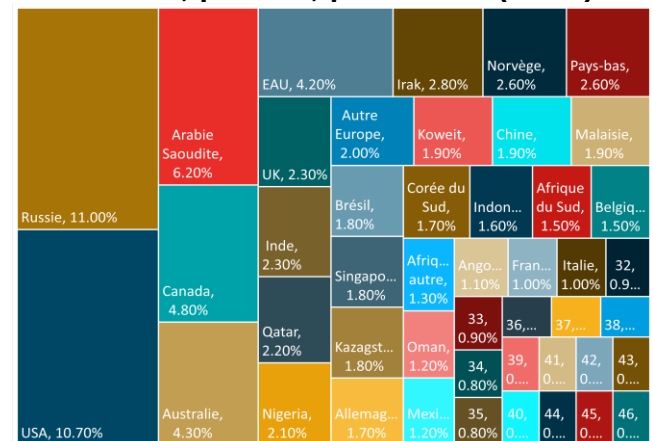 Russie, 11.00%
USA, 10.70%
Arabie
Saoudite,
6.20%
Canada,
4.80%
Australie,
4.30%
EAU, 4.20%
Irak, 2.80%
Norvège,
2.60%
Pays-bas,
2.60%
UK, 2.30%
Inde,
2.30%
Qatar,
2.20%
Nigeria,
2.10%
Autre
Europe,
2.00%
Koweit,
1.90%
Chine,
1.90%
Malaisie,
1.90%
Brésil,
1.80%
Singapo...
1.80%
Kazagst...
1.80%
Allemag...
1.70%
Corée du
Sud,
1.70%
Indon...
1.60%
Afrique
du Sud,
1.50%
Belgiq...
1.50%
Afriq...
autre,
1.30%
Oman,
1.20%
Mexi...
1.20%
Ango...
1.10%
Fran...
1.00%
Italie,
1.00%
32,
0.9...
33,
0.90%
34,
0.80%
35,
0.80%
36,...
37,...
38,...
39,
0....
40,
0....
41,
0....
42,
0....
43,
0....
44,
0....
45,
0....
46,
0....